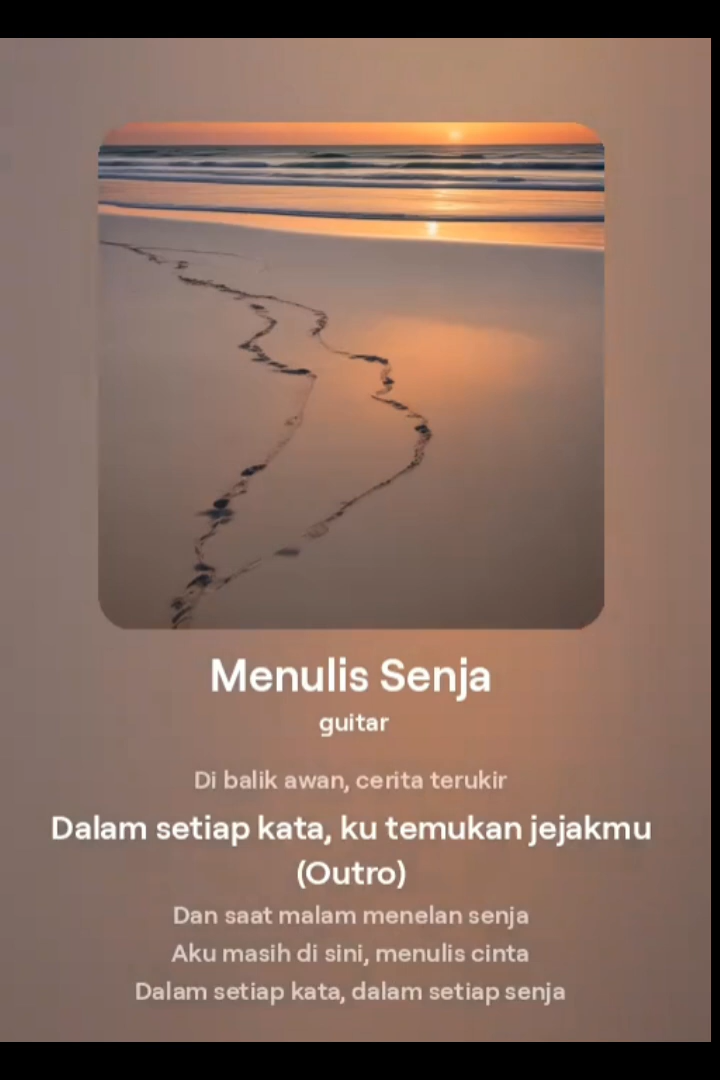 Menulis Senja
guitar
Di balik awan, cerita terukir
Dalam setiap kata, ku temukan jejakmu
(Outro)
Dan saat malam menelan senja
Aku masih di sini, menulis cinta
Dalam setiap kata, dalam setiap senja